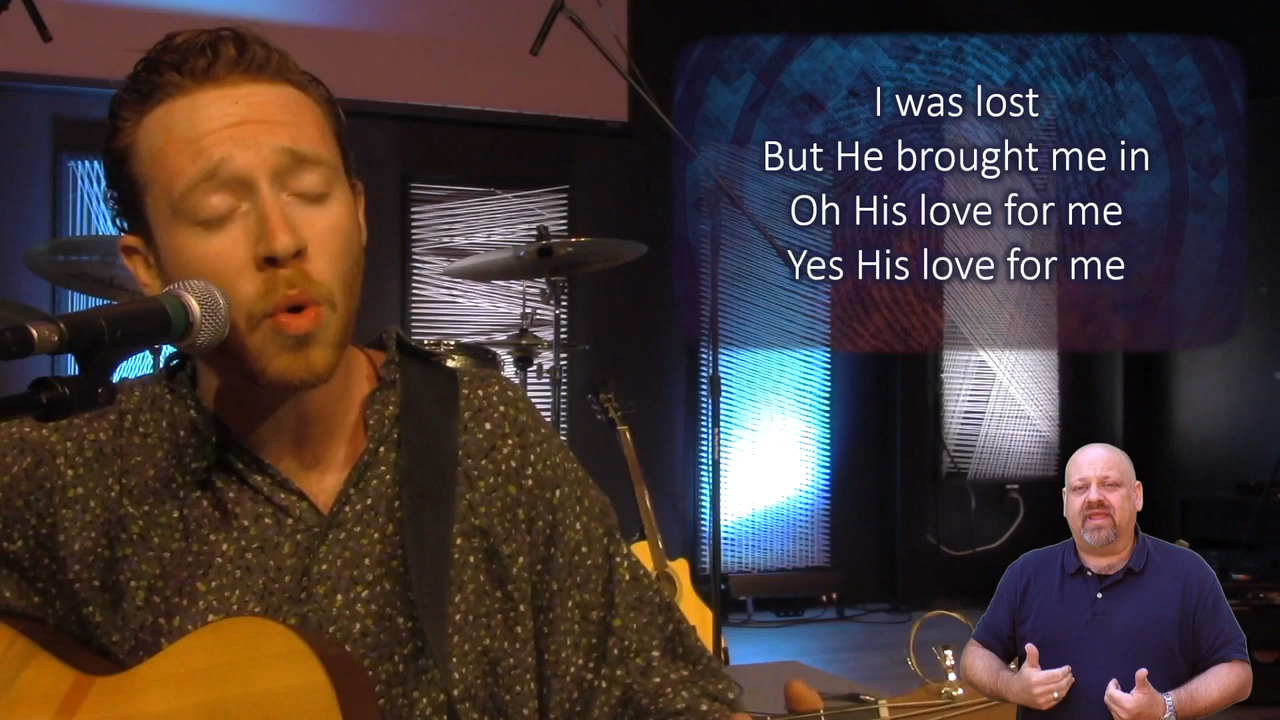 I was lost
But He brought me in
Oh His love for me
Yes His love for me